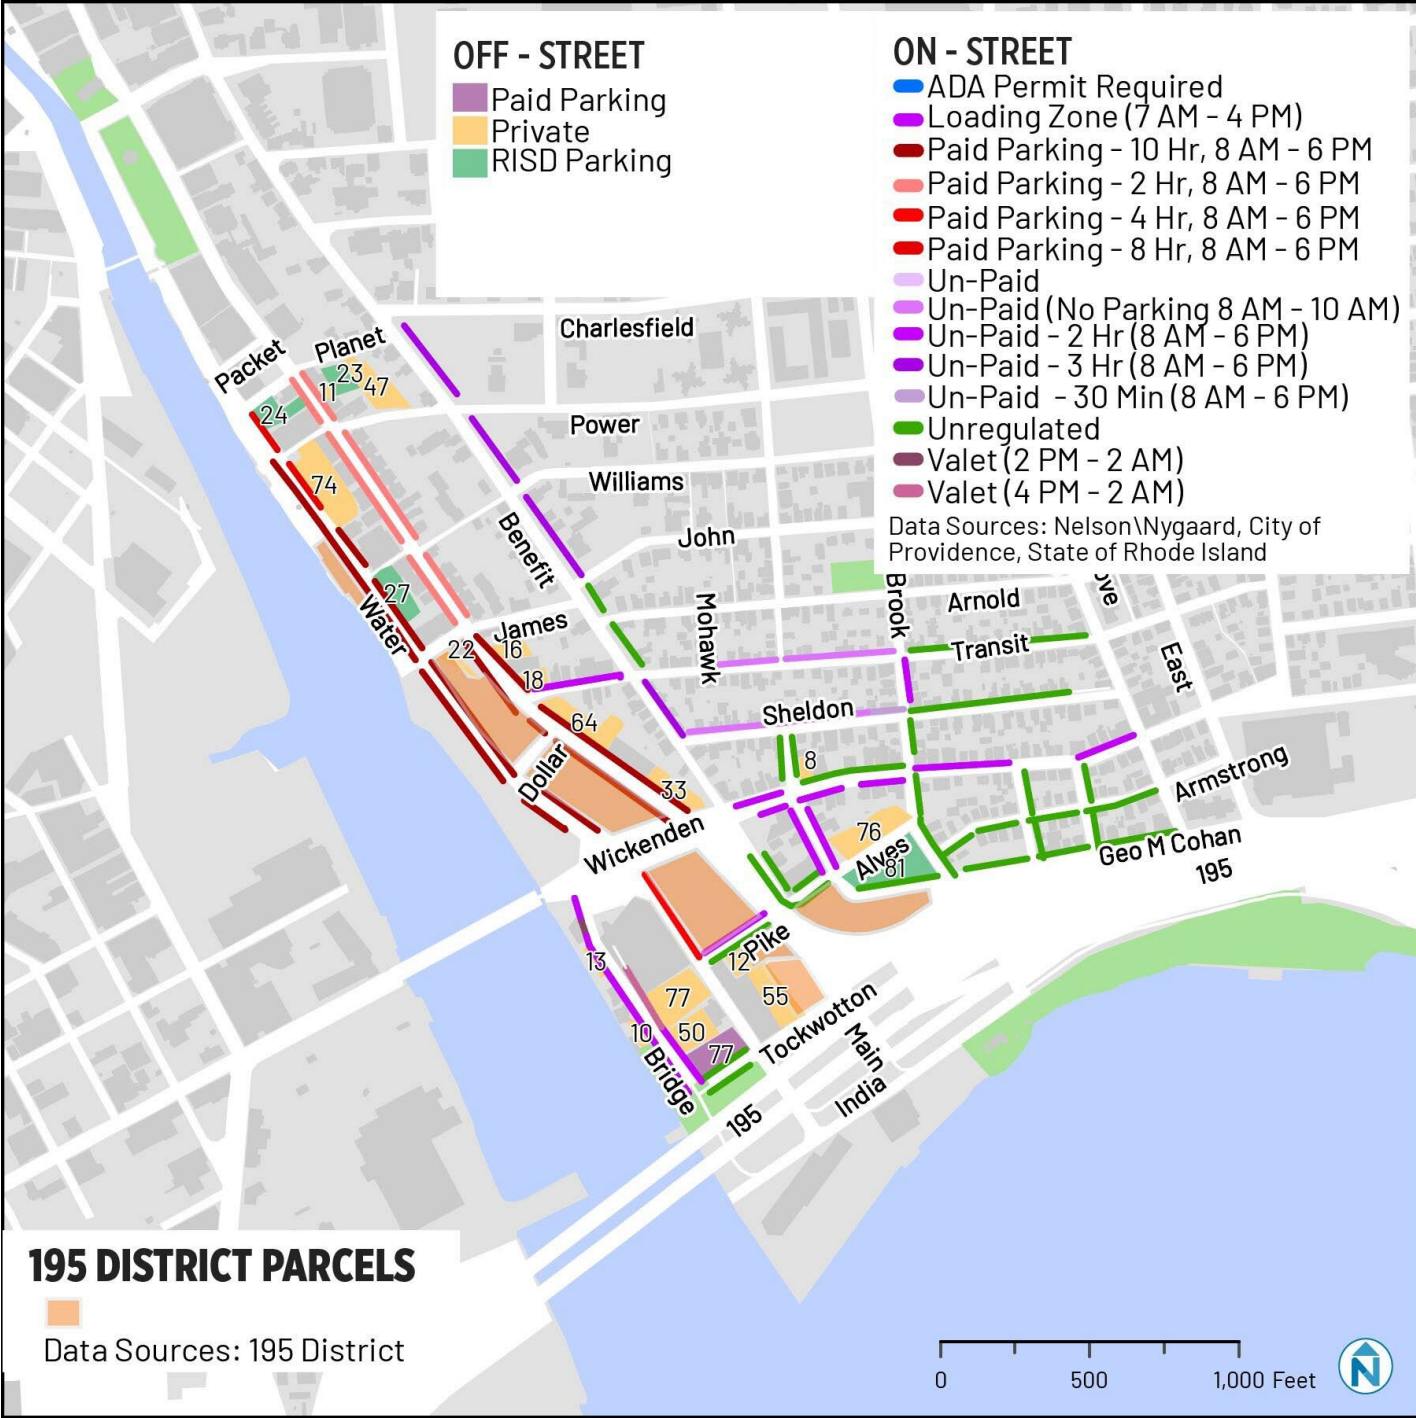 OFF - STREET
Paid Parking
Private
RISD Parking
ON - STREET
ADA Permit Required
Loading Zone (7 AM - 4 PM)
Paid Parking - 10 Hr, 8 AM - 6 PM
Paid Parking - 2 Hr, 8 AM - 6 PM
Paid Parking - 4 Hr, 8 AM - 6 PM
Paid Parking - 8 Hr, 8 AM - 6 PM
Un-Paid
Un-Paid (No Parking 8 AM - 10 AM)
Un-Paid - 2 Hr (8 AM - 6 PM)
Un-Paid - 3 Hr (8 AM - 6 PM)
Un-Paid - 30 Min (8 AM - 6 PM)
Unregulated
Valet (2 PM - 2 AM)
Valet (4 PM - 2 AM)
Data Sources: Nelson\Nygaard, City of
Providence, State of Rhode Island
Charlesfield
Planet
Packet
23
11
47
24
Power
Williams
74
John
Benefit
Brook
ove
Arnold
27
Water
James
Mohawk
Transit
22
16
18
East
Sheldon
64
8
Dollar
33
Armstrong
Wickenden
76
Alves
81
Geo M Cohan
195
Pike
12
13
77
55
Tockwotton
10
50
77
Main
Bridge
India
195
195 DISTRICT PARCELS
Data Sources: 195 District
0
500
1,000 Feet
N